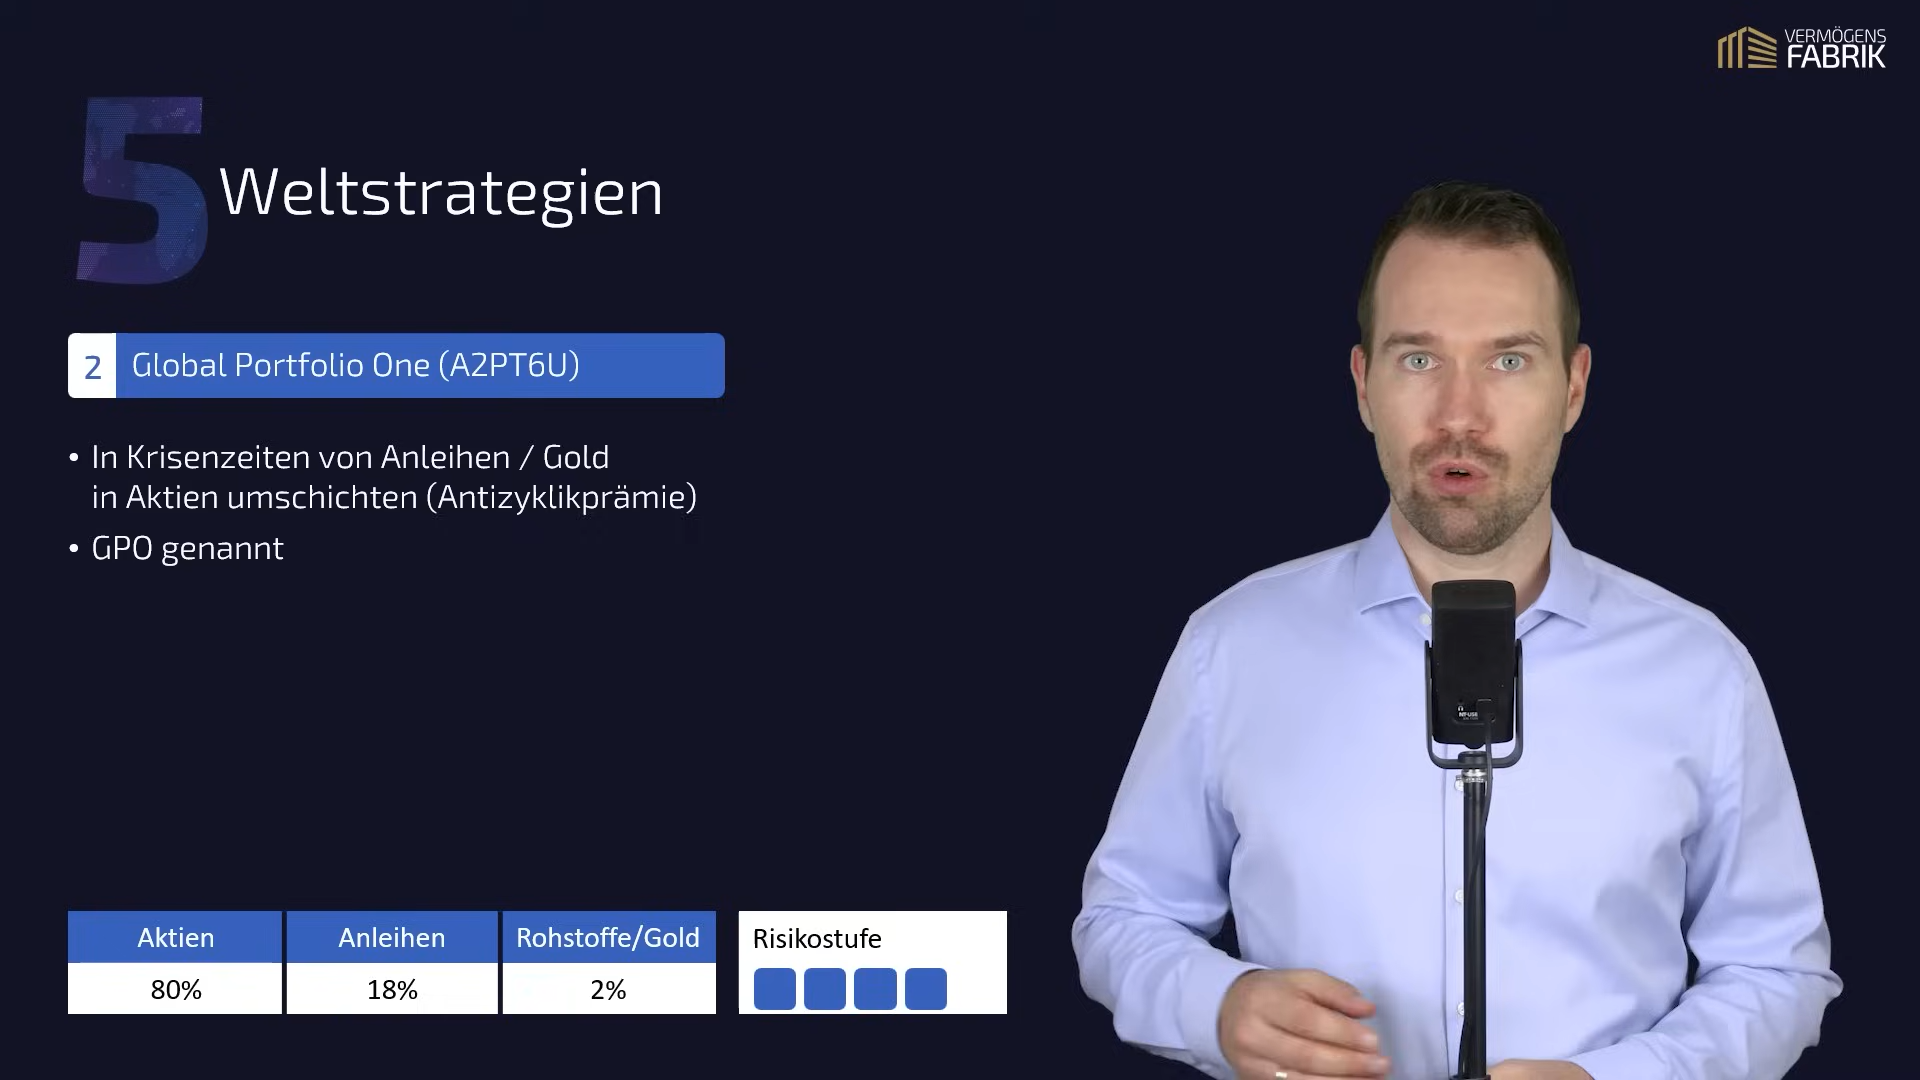 VERMÖGENS
FABRIK
5 Weltstrategien
2 Global Portfolio One (A2PT6U)
• In Krisenzeiten von Anleihen / Gold
in Aktien umschichten (Antizyklikprämie)
• GPO genannt
Aktien Anleihen Rohstoffe/Gold
80% 18% 2%
Risikostufe